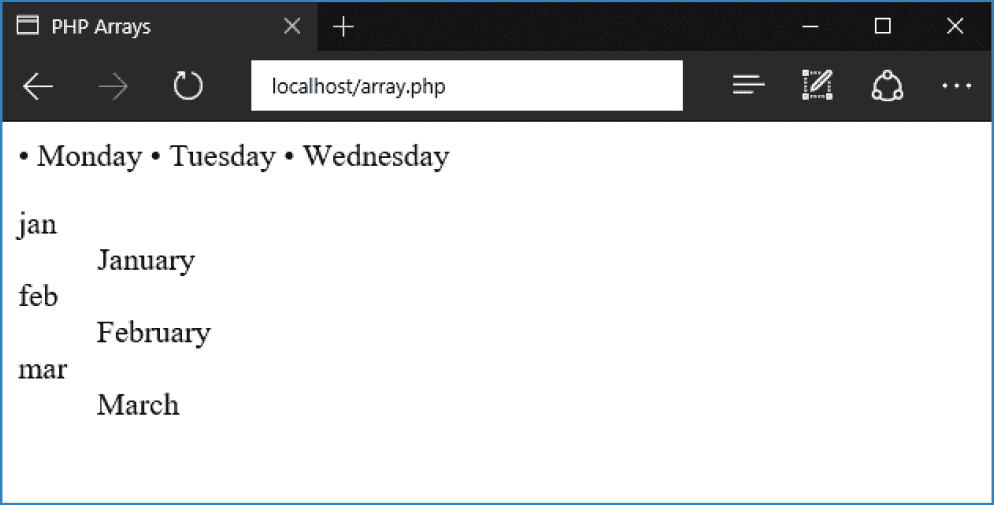 PHP Arrays
localhost/array.php
• Monday • Tuesday • Wednesday
jan
January
feb
February
mar
March